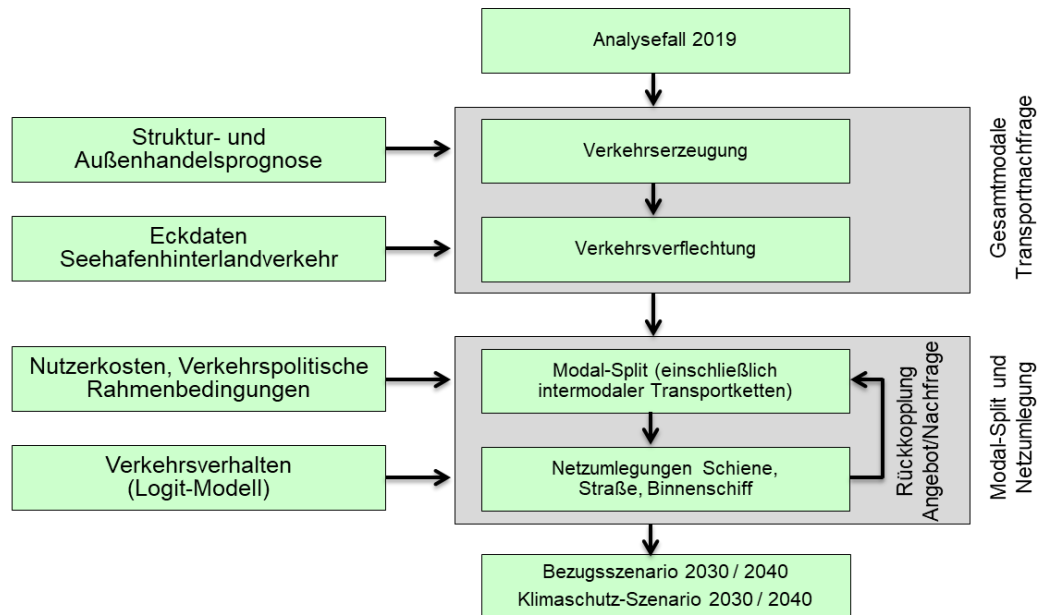 Analysefall 2019
Struktur- und
Außenhandelsprognose
Verkehrserzeugung
Eckdaten
Seehafenhinterlandverkehr
Verkehrsverflechtung
Gesamtmodale
Transportnachfrage
Nutzerkosten, Verkehrspolitische
Rahmenbedingungen
Modal-Split (einschließlich
intermodaler Transportketten)
Verkehrsverhalten
(Logit-Modell)
Netzumlegungen Schiene,
Straße, Binnenschiff
Rückkopplung
Angebot/Nachfrage
Modal-Split und
Netzumlegung
Bezugsszenario 2030 / 2040
Klimaschutz-Szenario 2030 / 2040